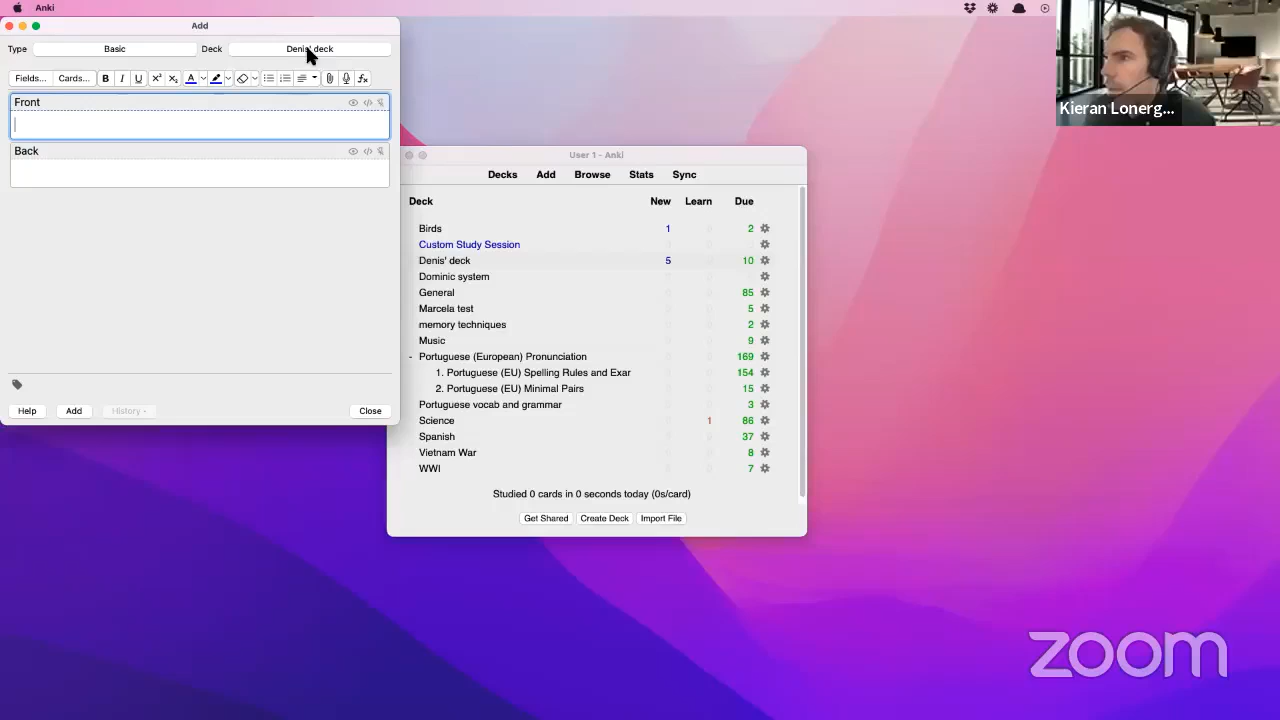 Anki
Add
Type Basic Deck Denis' deck
Fields... Cards... B I U X² X₂ A fx
Front
Back
Help Add History Close
User 1 - Anki
Decks Add Browse Stats Sync
Deck New Learn Due
Birds 1 2
Custom Study Session
Denis' deck 5 10
Dominic system
General 85
Marcela test 5
memory techniques 2
Music 9
- Portuguese (European) Pronunciation 169
1. Portuguese (EU) Spelling Rules and Exar 154
2. Portuguese (EU) Minimal Pairs 15
Portuguese vocab and grammar 3
Science 1 86
Spanish 37
Vietnam War 8
WWI 7
Studied 0 cards in 0 seconds today (0s/card)
Get Shared Create Deck Import File
Kieran Lonerg...
zoom